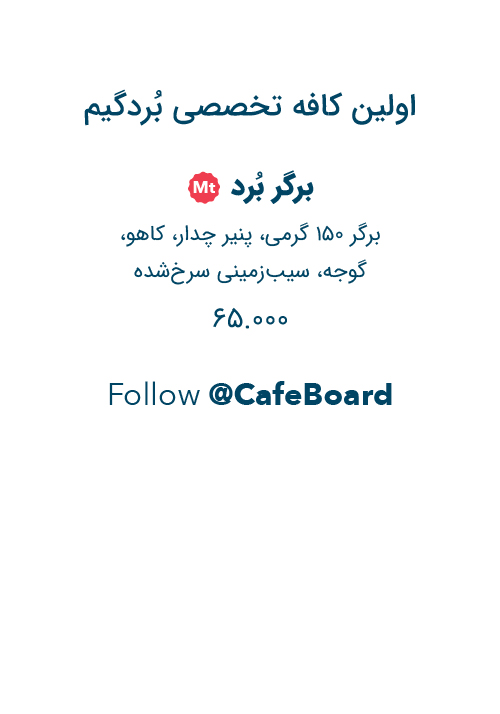 اولین کافه تخصصی بُردگیم
برگر بُرد Mt
برگر ۱۵۰ گرمی، پنیر چدار، کاهو،
گوجه، سیب‌زمینی سرخ‌شده
۶۵.۰۰۰
Follow @CafeBoard